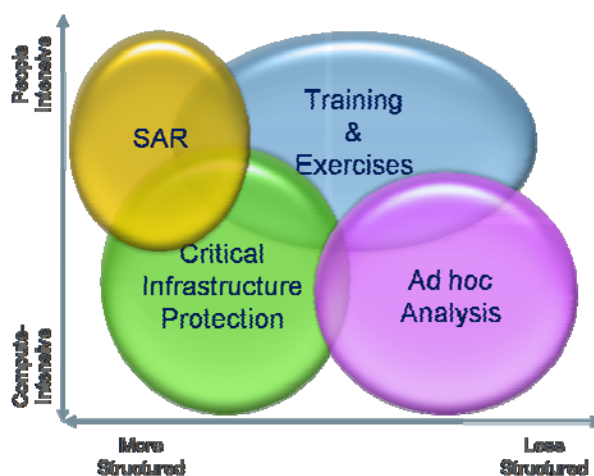 People
Intensive
SAR
Training
&
Exercises
Critical
Infrastructure
Protection
Ad hoc
Analysis
Compute-
Intensive
More
Structured
Less
Structured